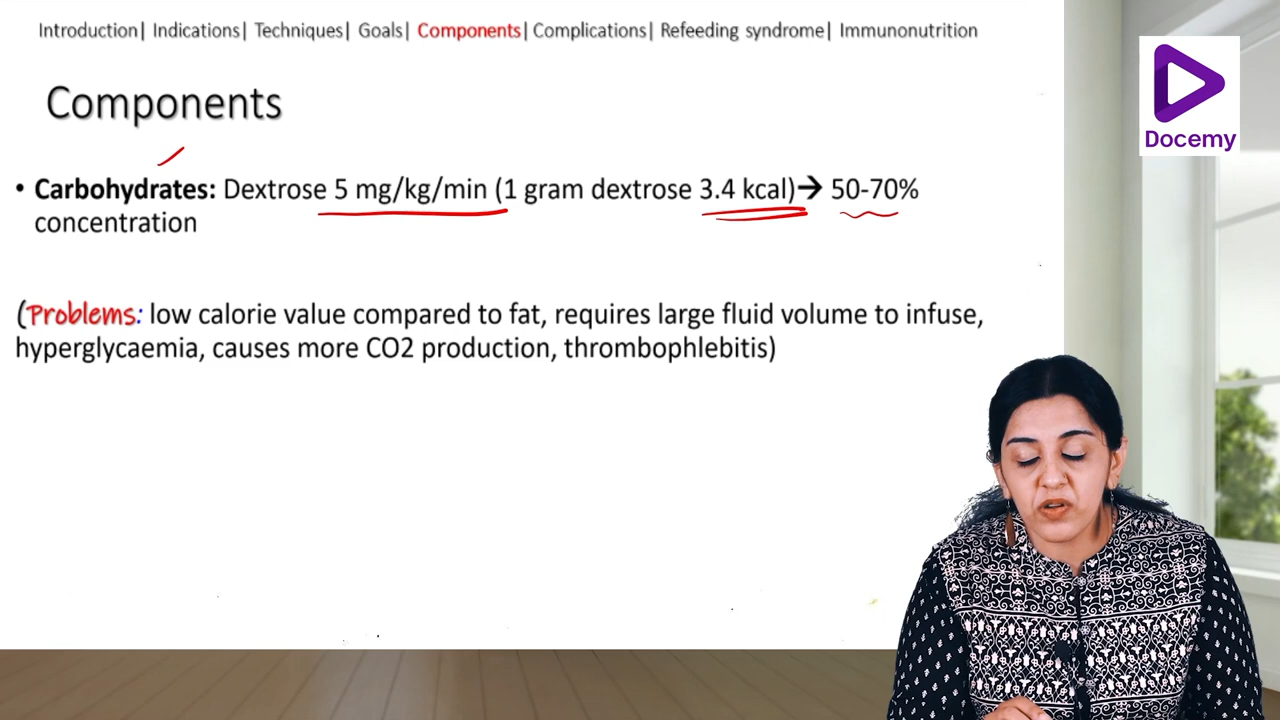 Introduction| Indications| Techniques| Goals| Components| Complications| Refeeding syndrome| Immunonutrition
Docemy
Components
• Carbohydrates: Dextrose 5 mg/kg/min (1 gram dextrose 3.4 kcal)→ 50-70%
concentration
(Problems: low calorie value compared to fat, requires large fluid volume to infuse,
hyperglycaemia, causes more CO2 production, thrombophlebitis)